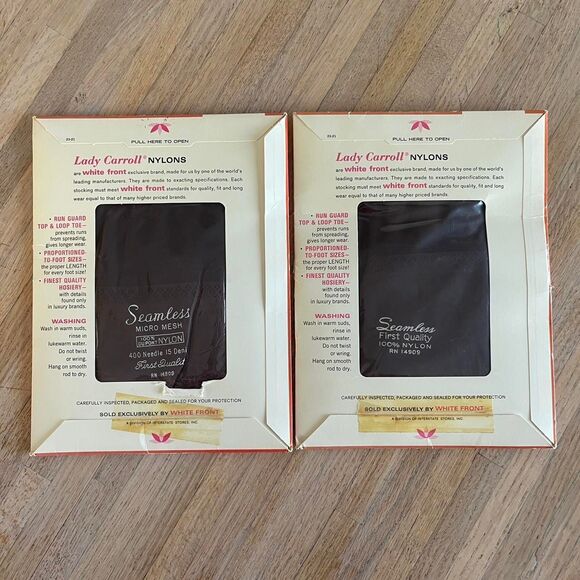 23-21
PULL HERE TO OPEN
Lady Carroll® NYLONS
are white front exclusive brand, made for us by one of the world's
leading manufacturers. They are made to exacting specifications. Each
stocking must meet white front standards for quality, fit and long
wear equal to that of many higher priced brands.
• RUN GUARD
TOP & LOOP TOE—
prevents runs
from spreading,
gives longer wear.
• PROPORTIONED-
TO-FOOT SIZES—
the proper LENGTH
for every foot size!
• FINEST QUALITY
HOSIERY—
with details
found only
in luxury brands.
WASHING
Wash in warm suds,
rinse in
lukewarm water.
Do not twist
or wring.
Hang on smooth
rod to dry.
Seamless
MICRO MESH
100%
DUPONT NYLON
400 Needle 15 Deni
First Quality
RN 14909
CAREFULLY INSPECTED, PACKAGED AND SEALED FOR YOUR PROTECTION
SOLD EXCLUSIVELY BY WHITE FRONT
A DIVISION OF INTERSTATE STORES, INC.
23-21
PULL HERE TO OPEN
Lady Carroll® NYLONS
are white front exclusive brand, made for us by one of the world's
leading manufacturers. They are made to exacting specifications. Each
stocking must meet white front standards for quality, fit and long
wear equal to that of many higher priced brands.
• RUN GUARD
TOP & LOOP TOE—
prevents runs
from spreading,
gives longer wear.
• PROPORTIONED-
TO-FOOT SIZES—
the proper LENGTH
for every foot size!
• FINEST QUALITY
HOSIERY—
with details
found only
in luxury brands.
WASHING
Wash in warm suds,
rinse in
lukewarm water.
Do not twist
or wring.
Hang on smooth
rod to dry.
Seamless
First Quality
100% NYLON
RN 14909
CAREFULLY INSPECTED, PACKAGED AND SEALED FOR YOUR PROTECTION
SOLD EXCLUSIVELY BY WHITE FRONT
A DIVISION OF INTERSTATE STORES, INC.